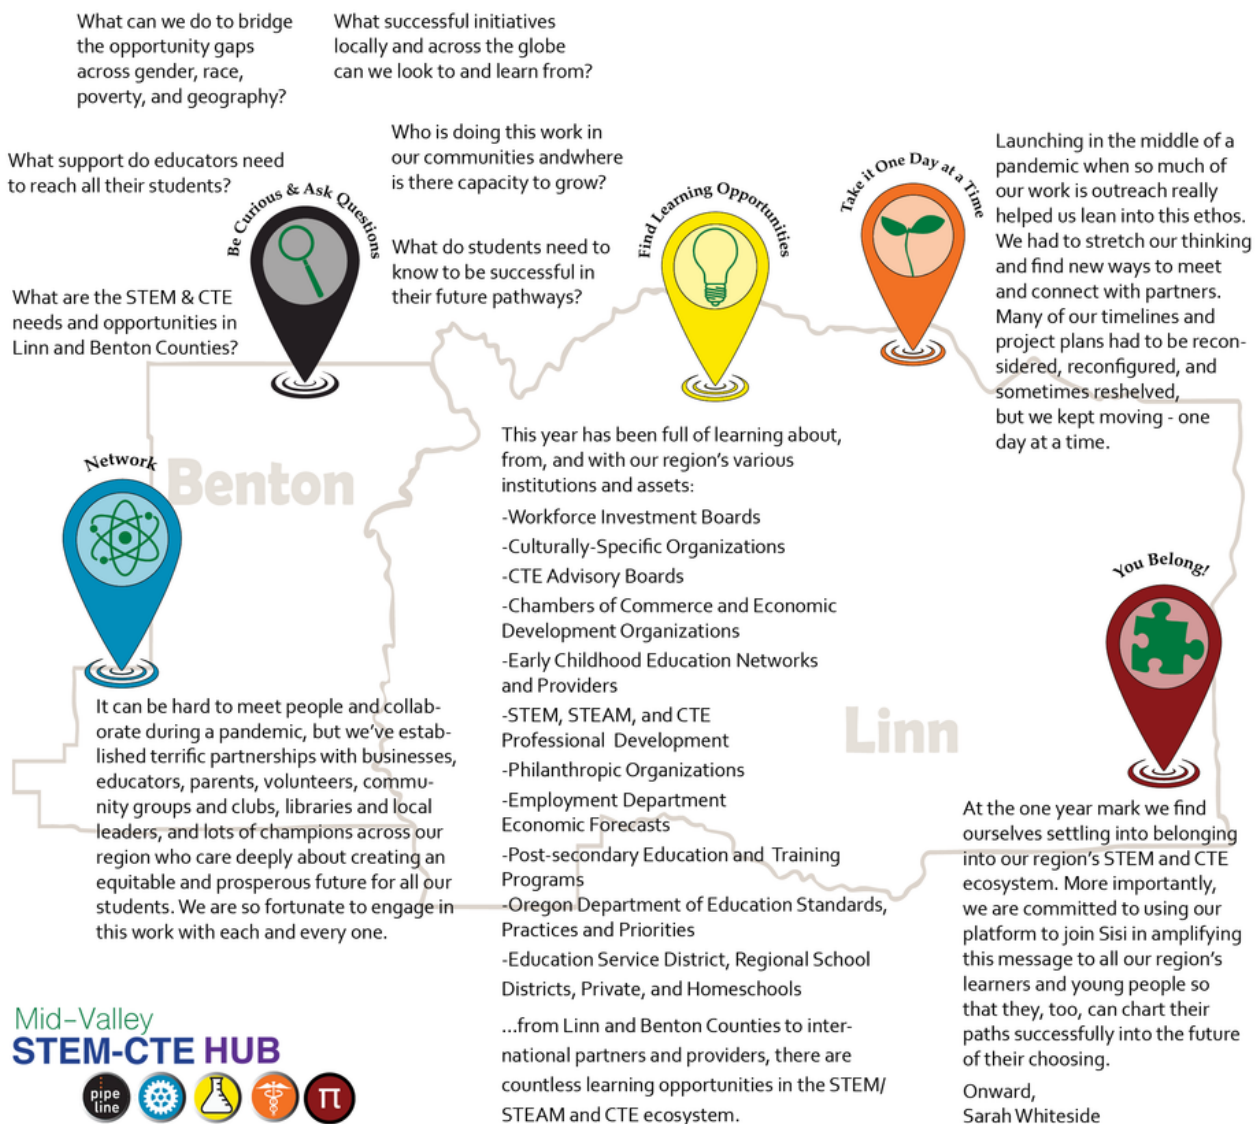 What can we do to bridge
the opportunity gaps
across gender, race,
poverty, and geography?
What successful initiatives
locally and across the globe
can we look to and learn from?
What support do educators need
to reach all their students?
Who is doing this work in
our communities andwhere
is there capacity to grow?
What are the STEM & CTE
needs and opportunities in
Linn and Benton Counties?
What do students need to
know to be successful in
their future pathways?
Be Curious & Ask Questions
Find Learning Opportunities
Take it One Day at a Time
Launching in the middle of a
pandemic when so much of
our work is outreach really
helped us lean into this ethos.
We had to stretch our thinking
and find new ways to meet
and connect with partners.
Many of our timelines and
project plans had to be recon-
sidered, reconfigured, and
sometimes reshelved,
but we kept moving - one
day at a time.
Network
Benton
It can be hard to meet people and collab-
orate during a pandemic, but we've estab-
lished terrific partnerships with businesses,
educators, parents, volunteers, commu-
nity groups and clubs, libraries and local
leaders, and lots of champions across our
region who care deeply about creating an
equitable and prosperous future for all our
students. We are so fortunate to engage in
this work with each and every one.
This year has been full of learning about,
from, and with our region's various
institutions and assets:
-Workforce Investment Boards
-Culturally-Specific Organizations
-CTE Advisory Boards
-Chambers of Commerce and Economic
Development Organizations
-Early Childhood Education Networks
and Providers
-STEM, STEAM, and CTE
Professional Development
-Philanthropic Organizations
-Employment Department
Economic Forecasts
-Post-secondary Education and Training
Programs
-Oregon Department of Education Standards,
Practices and Priorities
-Education Service District, Regional School
Districts, Private, and Homeschools
...from Linn and Benton Counties to inter-
national partners and providers, there are
countless learning opportunities in the STEM/
STEAM and CTE ecosystem.
Linn
You Belong!
At the one year mark we find
ourselves settling into belonging
into our region's STEM and CTE
ecosystem. More importantly,
we are committed to using our
platform to join Sisi in amplifying
this message to all our region's
learners and young people so
that they, too, can chart their
paths successfully into the future
of their choosing.
Onward,
Sarah Whiteside
Mid-Valley
STEM-CTE HUB
pipe
line
π